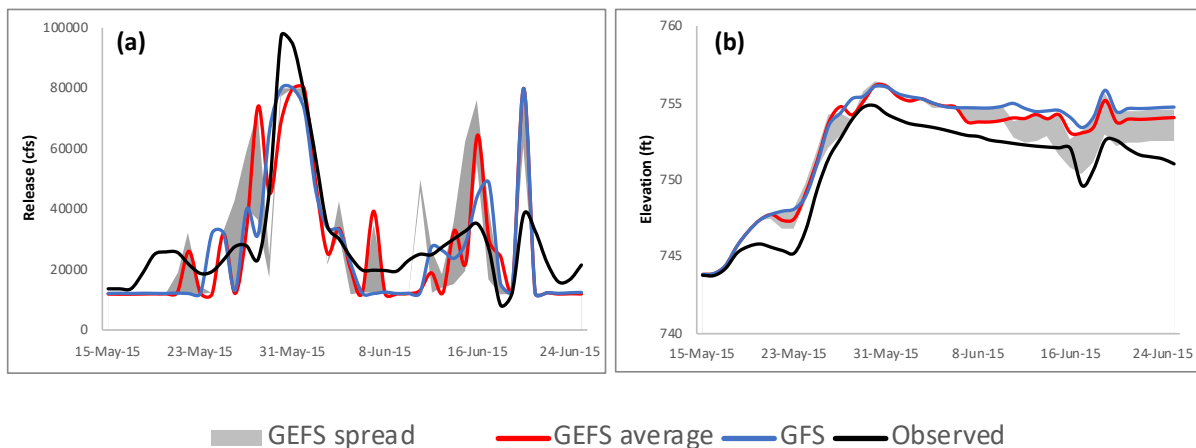 (a)
Release (cfs)
100000
80000
60000
40000
20000
0
15-May-15 23-May-15 31-May-15 8-Jun-15 16-Jun-15 24-Jun-15
(b)
Elevation (ft)
760
755
750
745
740
15-May-15 23-May-15 31-May-15 8-Jun-15 16-Jun-15 24-Jun-15
GEFS spread GEFS average GFS Observed